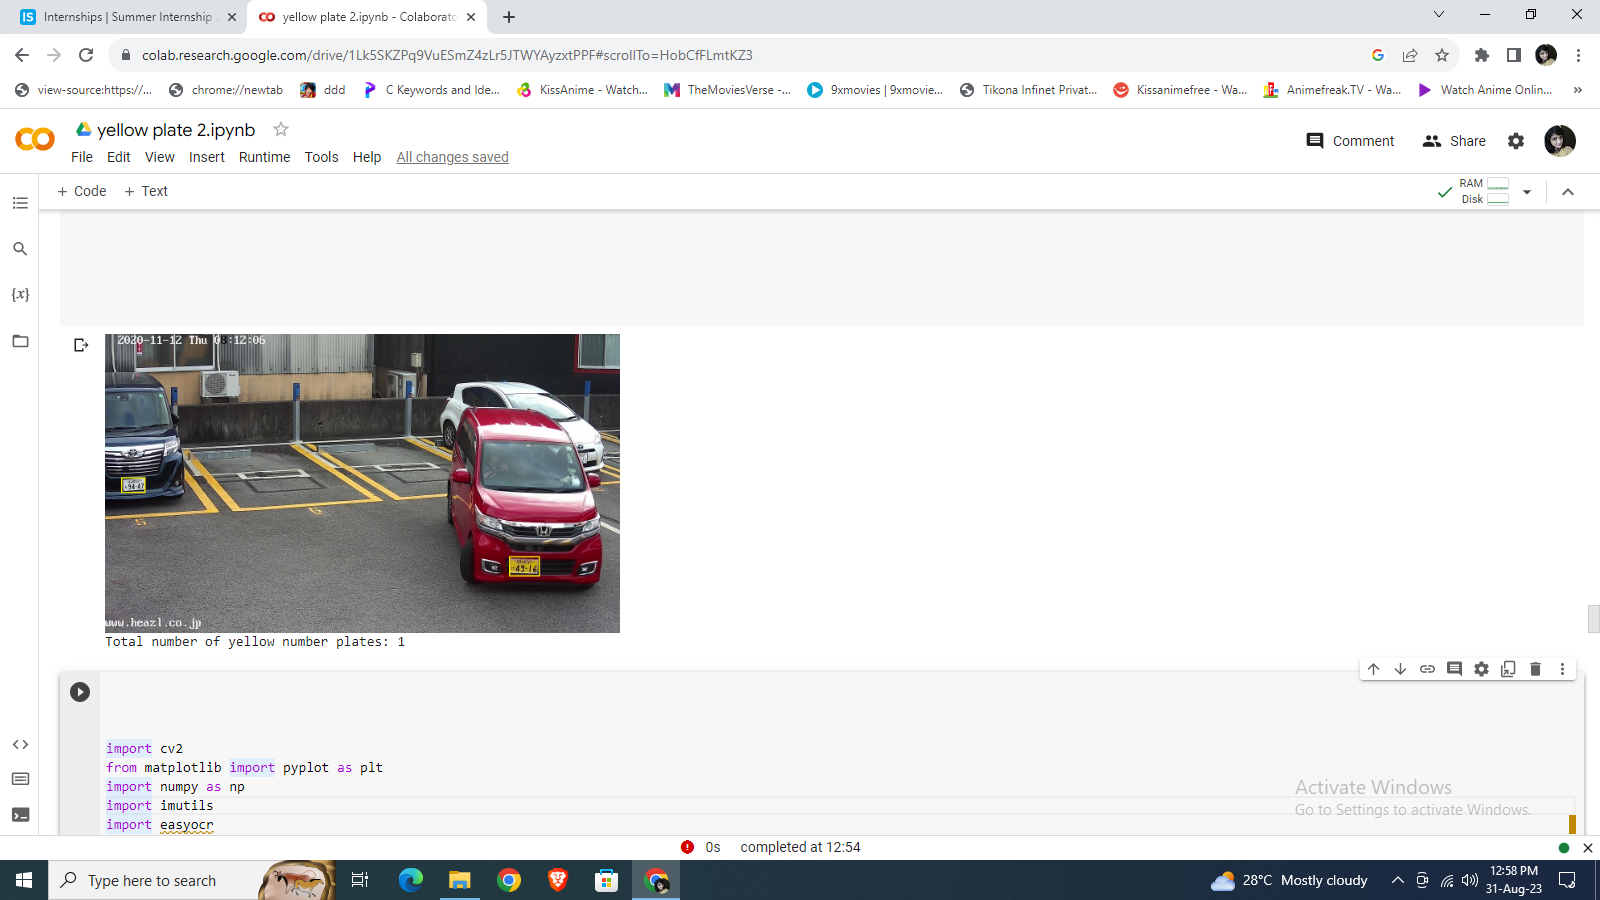 Internships | Summer Internship
yellow plate 2.ipynb - Colaborato
colab.research.google.com/drive/1Lk5SKZPq9VuESmZ4zLr5JTWYAyzxtPPF#scrollTo=HobCfFLmtKZ3
view-source:https://... chrome://newtab ddd C Keywords and Ide... KissAnime - Watch... TheMoviesVerse -... 9xmovies | 9xmovie... Tikona Infinet Privat... Kissanimefree - Wa... Animefreak.TV - Wa... Watch Anime Onlin... »
CO yellow plate 2.ipynb
File Edit View Insert Runtime Tools Help All changes saved
Comment Share
+ Code + Text
RAM
Disk
{x}
2020-11-12 Thu 0 :12:06
94-47
49-16
www.heazl.co.jp
Total number of yellow number plates: 1
import cv2
from matplotlib import pyplot as plt
import numpy as np
import imutils
import easyocr
Activate Windows
Go to Settings to activate Windows.
0s completed at 12:54
Type here to search
28°C Mostly cloudy
12:58 PM
31-Aug-23